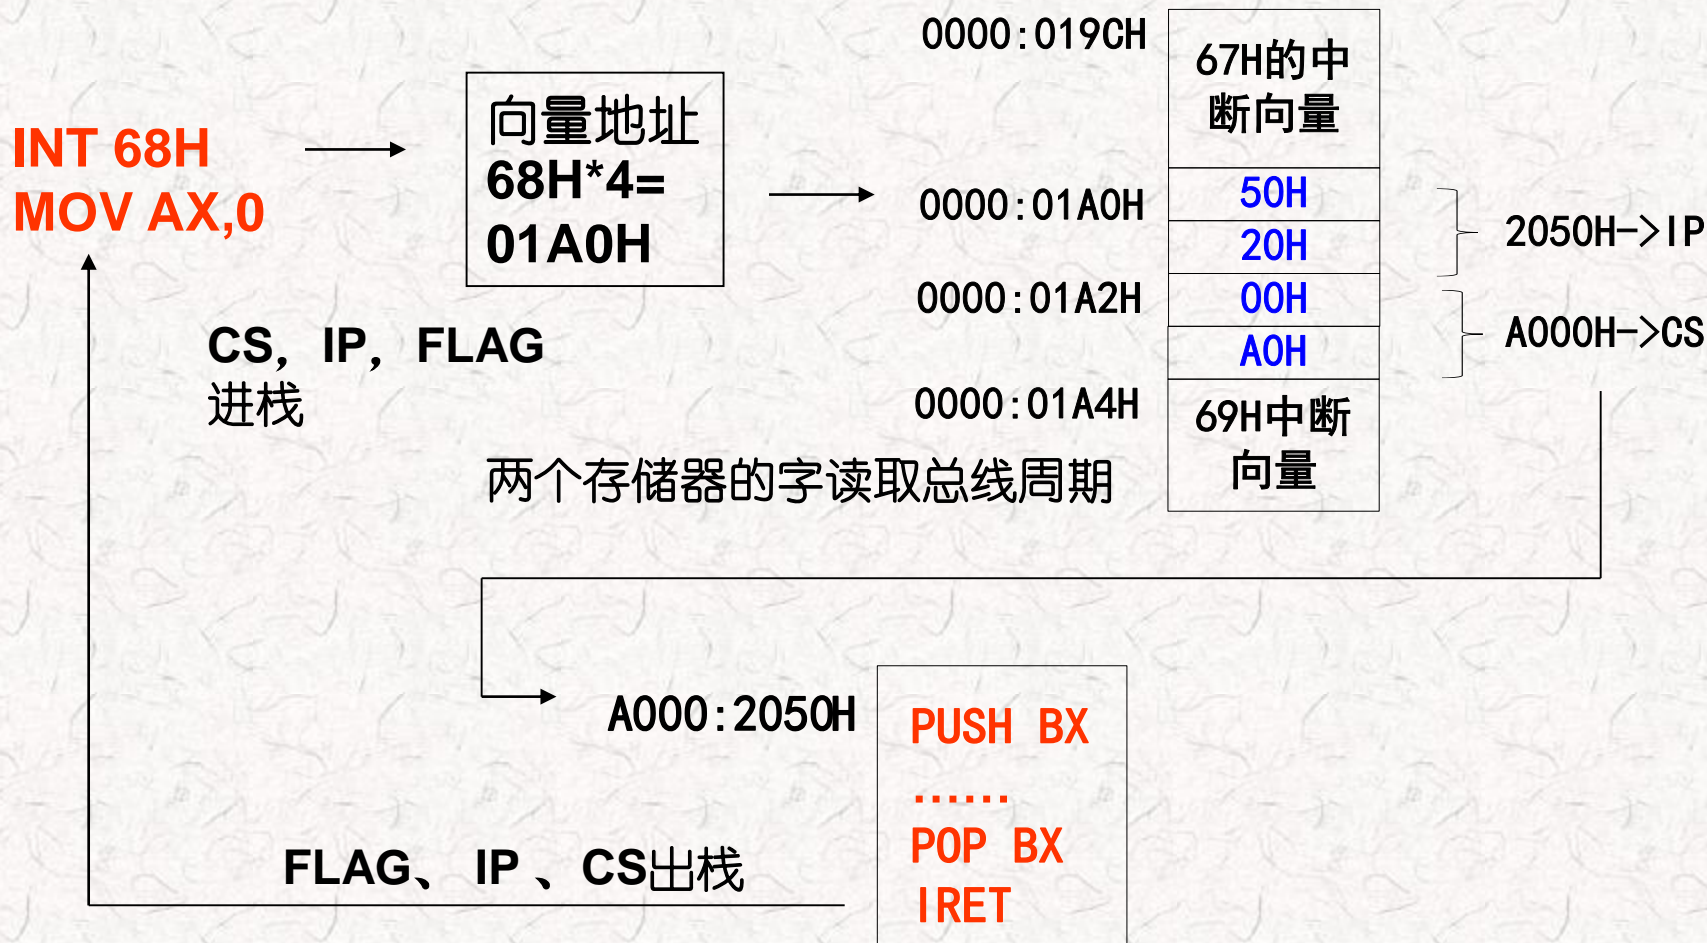 INT 68H
MOV AX,0
向量地址
68H*4=
01A0H
0000:019CH
67H的中
断向量
0000:01A0H
50H
20H
2050H->IP
0000:01A2H
00H
A0H
A000H->CS
0000:01A4H
69H中断
向量
CS，IP，FLAG
进栈
两个存储器的字读取总线周期
A000:2050H
PUSH BX
......
POP BX
IRET
FLAG、 IP 、CS出栈